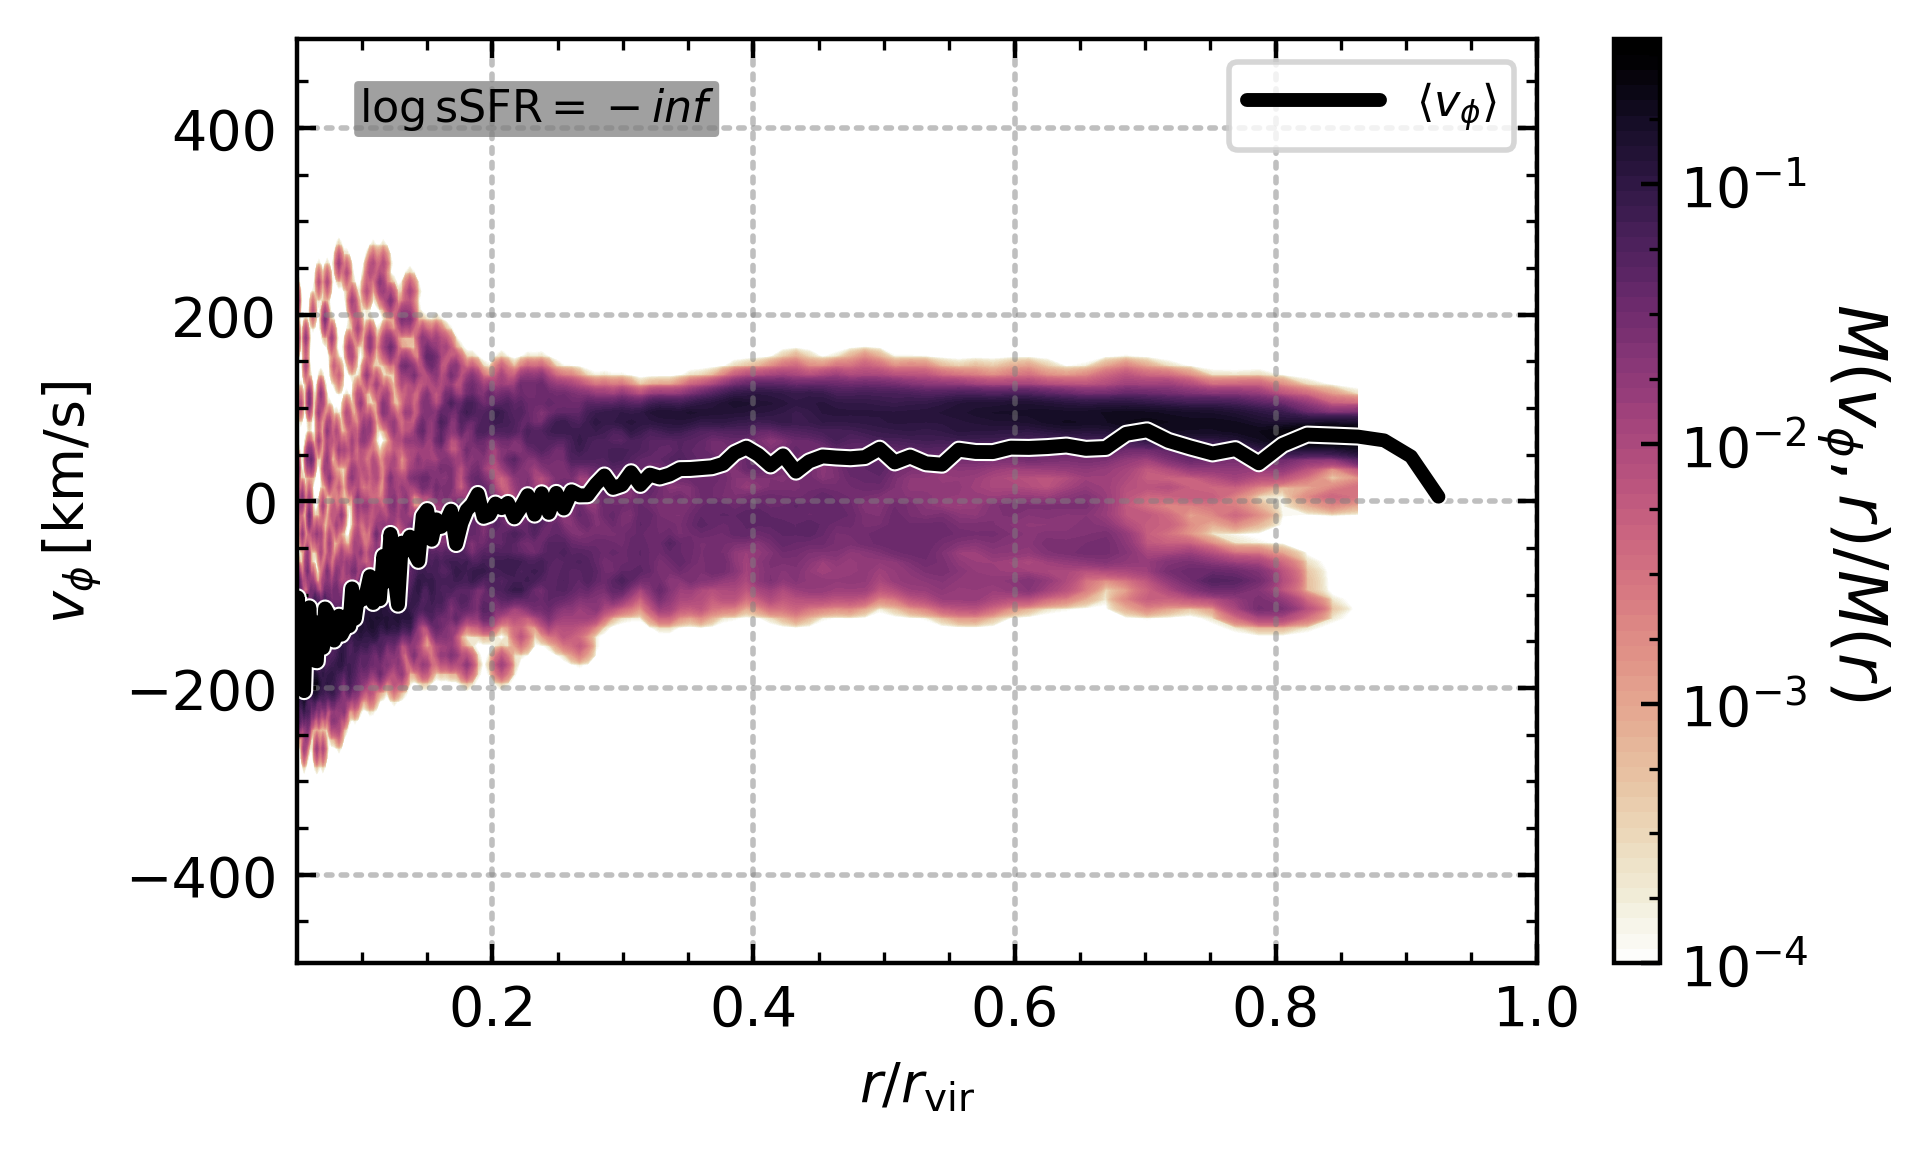 log sSFR = −inf
⟨v_ϕ⟩
400
200
0
−200
−400
v_ϕ [km/s]
0.2
0.4
0.6
0.8
1.0
r/r_vir
10⁻¹
10⁻²
10⁻³
10⁻⁴
M(v_ϕ, r)/M(r)